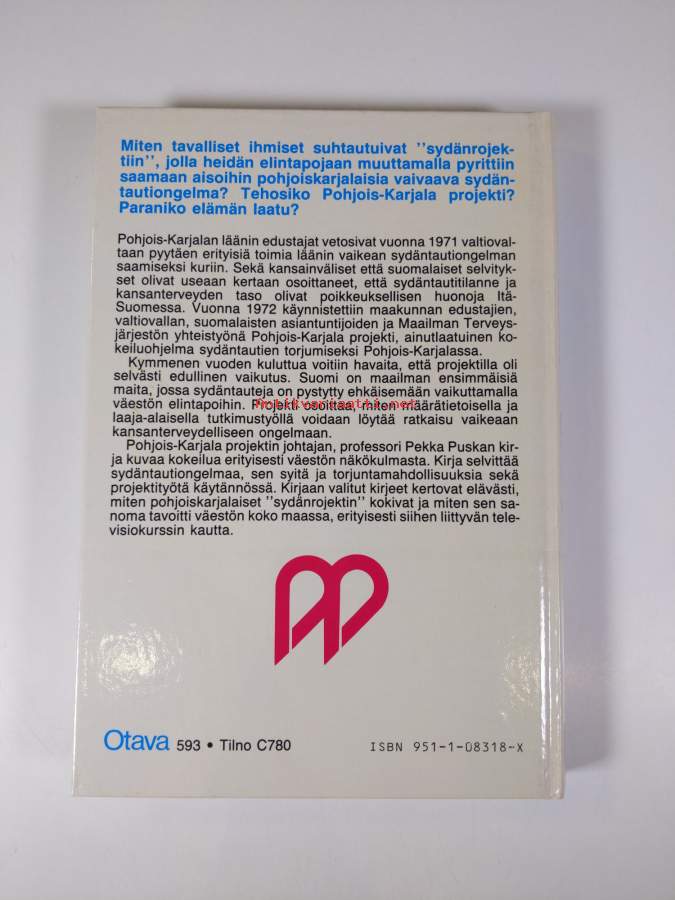 Miten tavalliset ihmiset suhtautuivat "sydänrojek-
tiin", jolla heidän elintapojaan muuttamalla pyrittiin
saamaan aisoihin pohjoiskarjalaisia vaivaava sydän-
tautiongelma? Tehosiko Pohjois-Karjala projekti?
Paraniko elämän laatu?
Pohjois-Karjalan läänin edustajat vetosivat vuonna 1971 valtioval-
taan pyytäen erityisiä toimia läänin vaikean sydäntautiongelman
saamiseksi kuriin. Sekä kansainväliset että suomalaiset selvityk-
set olivat useaan kertaan osoittaneet, että sydäntautitilanne ja
kansanterveyden taso olivat poikkeuksellisen huonoja Itä-
Suomessa. Vuonna 1972 käynnistettiin maakunnan edustajien,
valtiovallan, suomalaisten asiantuntijoiden ja Maailman Terveys-
järjestön yhteistyönä Pohjois-Karjala projekti, ainutlaatuinen ko-
keiluohjelma sydäntautien torjumiseksi Pohjois-Karjalassa.
Kymmenen vuoden kuluttua voitiin havaita, että projektilla oli
selvästi edullinen vaikutus. Suomi on maailman ensimmäisiä
maita, jossa sydäntauteja on pystytty ehkäisemään vaikuttamalla
väestön elintapoihin. Projekti osoittaa, miten määrätietoisella ja
antikvariaatti.net
laaja-alaisella tutkimustyöllä voidaan löytää ratkaisu vaikeaan
kansanterveydelliseen ongelmaan.
Pohjois-Karjala projektin johtajan, professori Pekka Puskan kir-
ja kuvaa kokeilua erityisesti väestön näkökulmasta. Kirja selvittää
sydäntautiongelmaa, sen syitä ja torjuntamahdollisuuksia sekä
projektityötä käytännössä. Kirjaan valitut kirjeet kertovat elävästi,
miten pohjoiskarjalaiset "sydänrojektin" kokivat ja miten sen sa-
noma tavoitti väestön koko maassa, erityisesti siihen liittyvän tele-
visiokurssin kautta.
Otava 593 • Tilno C780
ISBN 951-1-08318-X